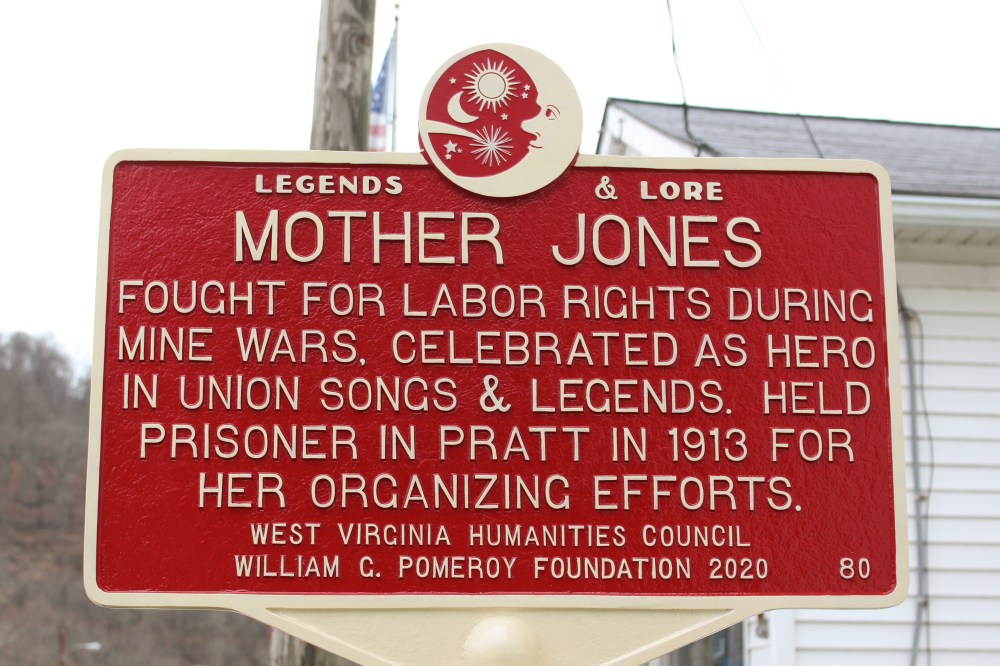 LEGENDS & LORE
MOTHER JONES
FOUGHT FOR LABOR RIGHTS DURING
MINE WARS, CELEBRATED AS HERO
IN UNION SONGS & LEGENDS. HELD
PRISONER IN PRATT IN 1913 FOR
HER ORGANIZING EFFORTS.
WEST VIRGINIA HUMANITIES COUNCIL
WILLIAM G. POMEROY FOUNDATION 2020 80